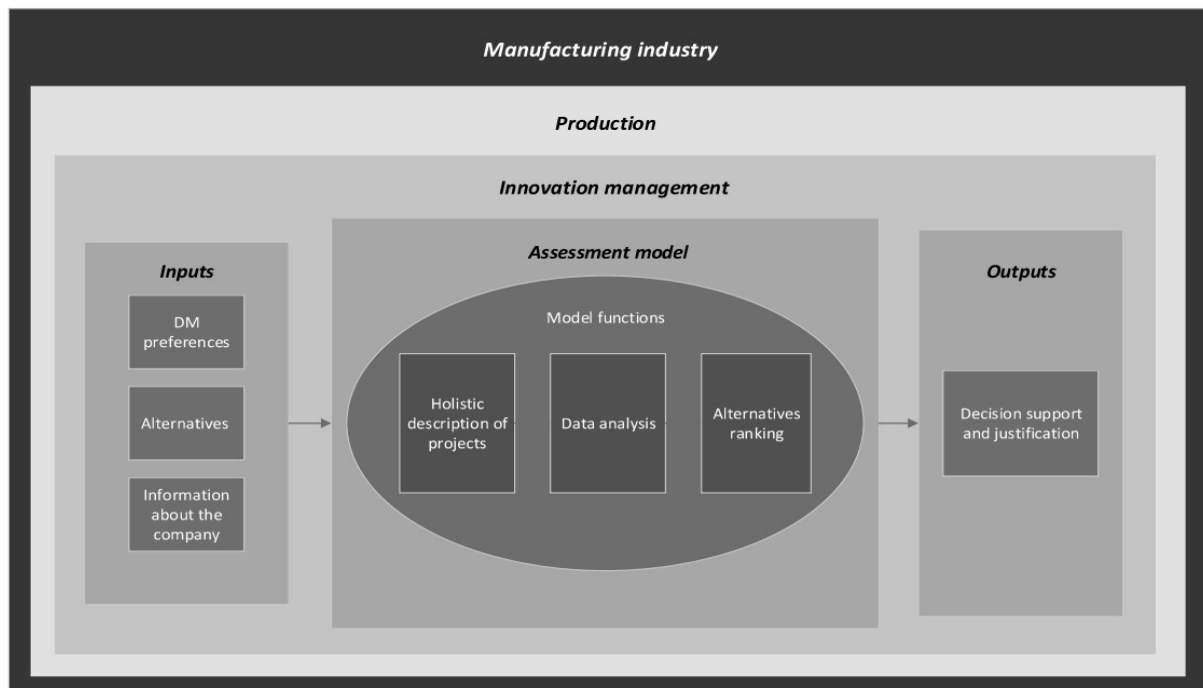 Manufacturing industry
Production
Innovation management
Inputs
DM
preferences
Alternatives
Information
about the
company
Assessment model
Model functions
Holistic
description of
projects
Data analysis
Alternatives
ranking
Outputs
Decision support
and justification